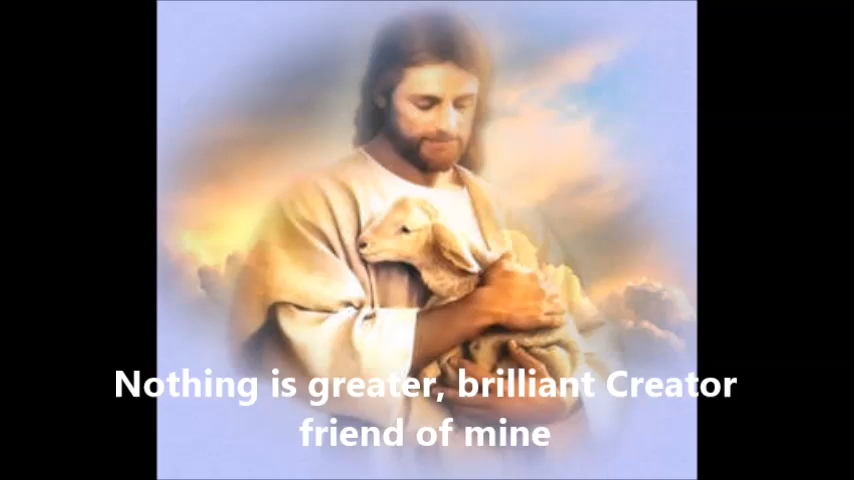 Nothing is greater, brilliant Creator
friend of mine